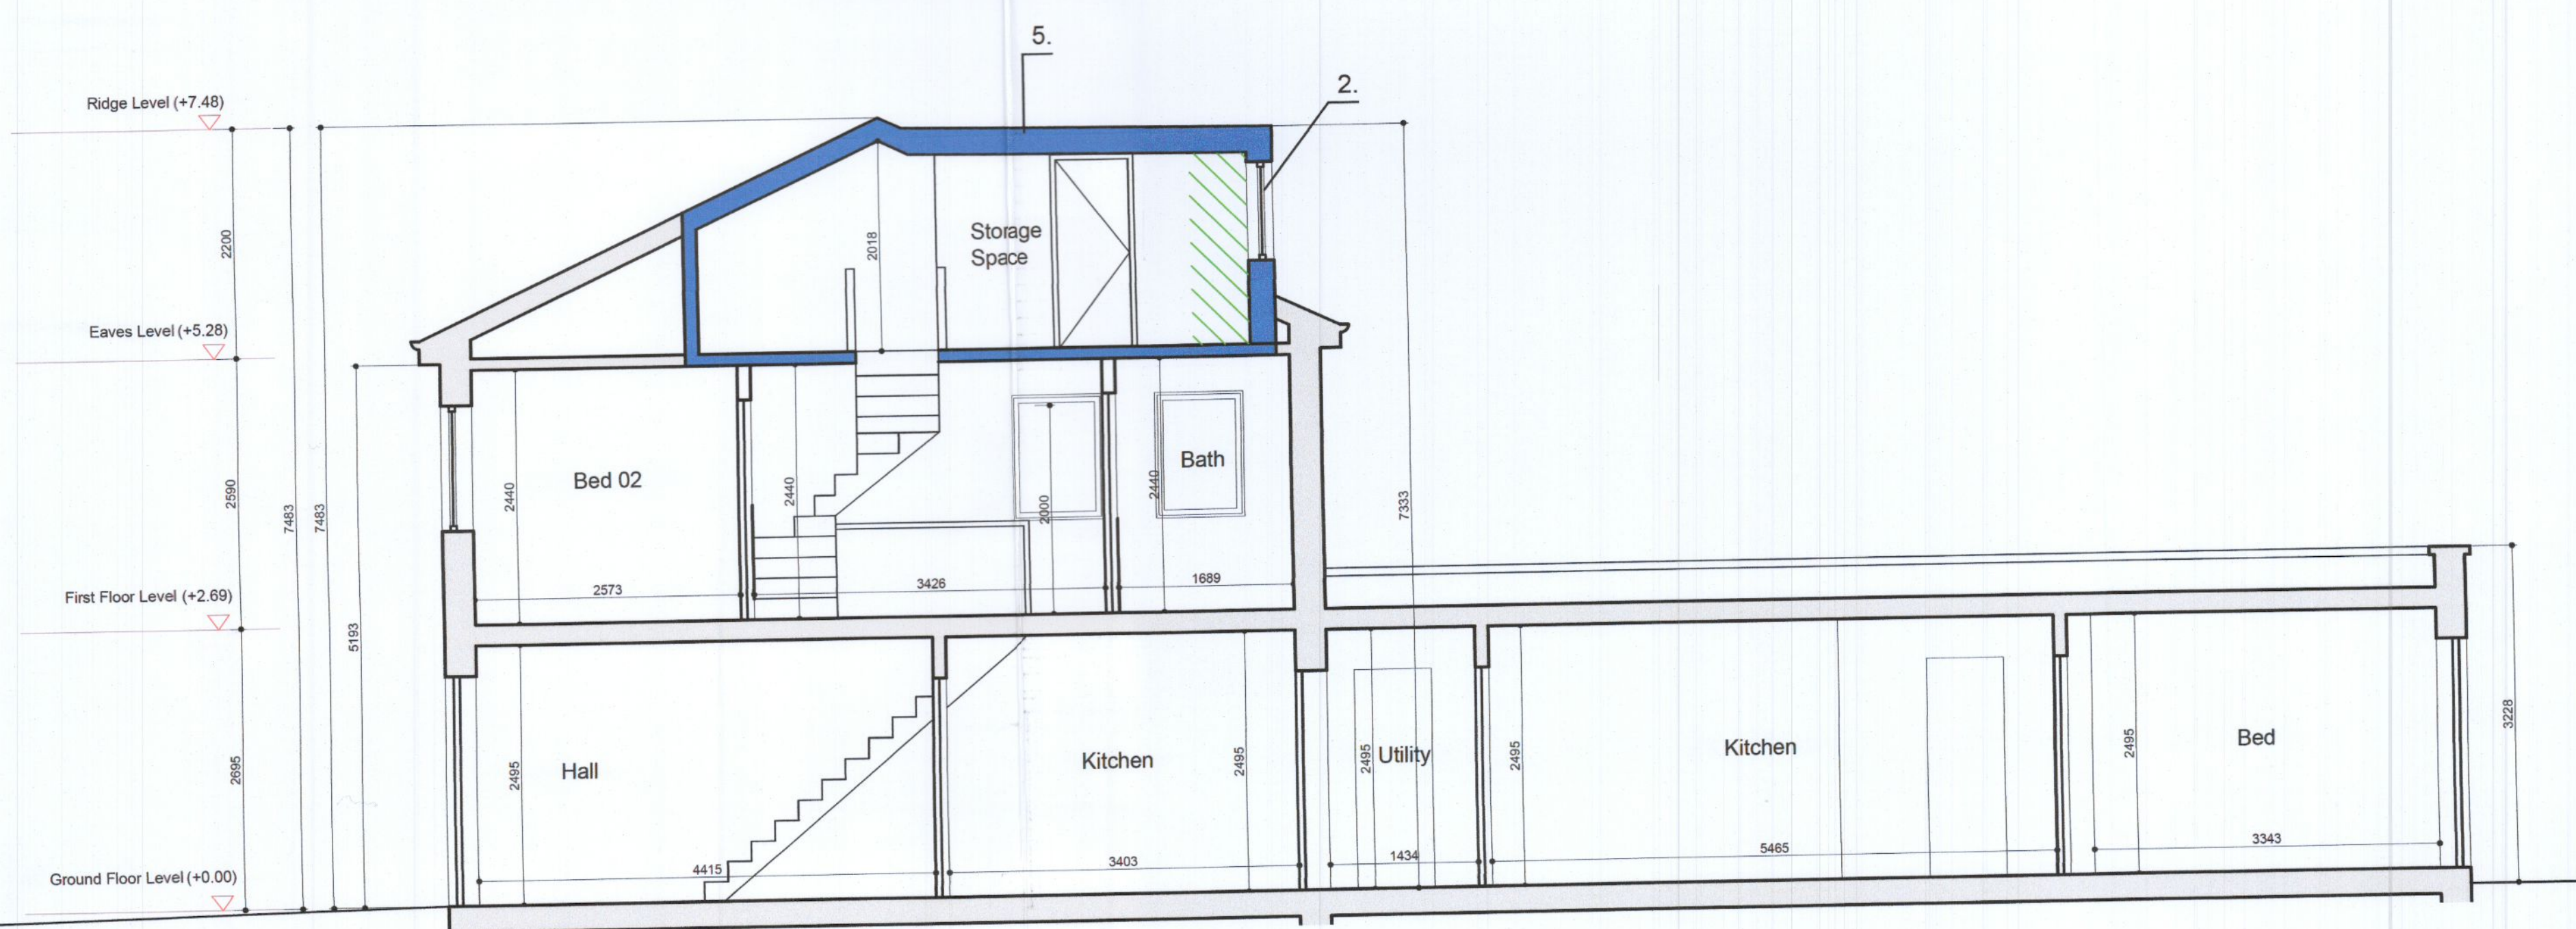 5.
2.
Ridge Level (+7.48)
2200
2018
Storage
Space
Eaves Level (+5.28)
2590
7483
7483
5193
2440
Bed 02
2440
2000
2440
Bath
7333
2573
3426
1689
First Floor Level (+2.69)
2695
2495
Hall
4415
Kitchen
2495
3403
2495
Utility
1434
2495
Kitchen
5465
2495
Bed
3343
3228
Ground Floor Level (+0.00)